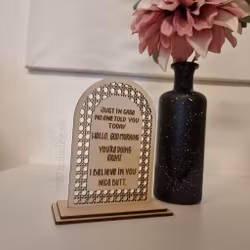 JUST IN CASE
NO ONE TOLD YOU
TODAY
HELLO, GOOD MORNING
YOU'RE DOING
GREAT
I BELIEVE IN YOU
NICE BUTT.